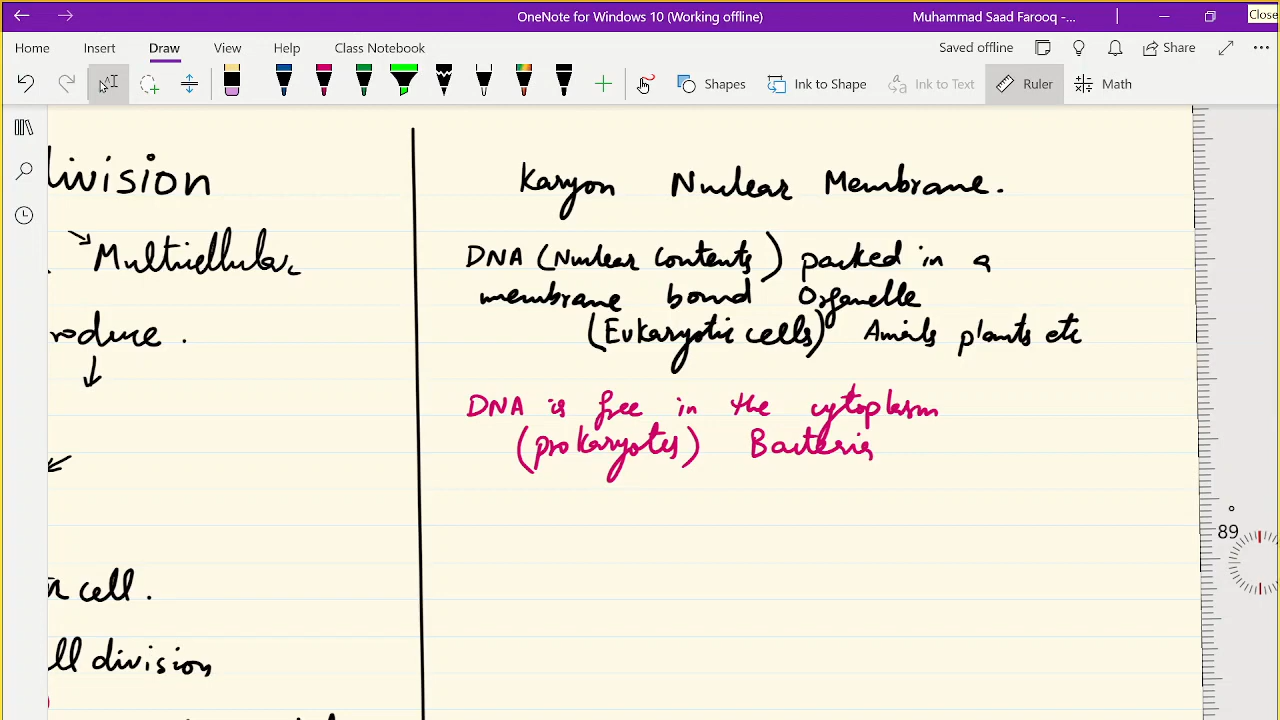 OneNote for Windows 10 (Working offline)
Muhammad Saad Farooq -...
Close
Home Insert Draw View Help Class Notebook
Saved offline
Share
Shapes
Ink to Shape
Ink to Text
Ruler
Math
division
Multicellular
roduce.
cell.
ll division
Karyon Nuclear Membrane.
DNA (Nuclear Contents) packed in a
membrane bound Organelle
(Eukaryotic cells) Amials plants etc
DNA is free in the cytoplasm
(prokaryotes) Bacteria
89